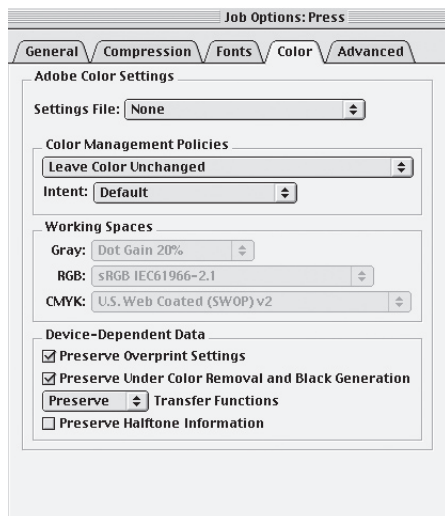 Job Options: Press
General Compression Fonts Color Advanced
Adobe Color Settings
Settings File: None
Color Management Policies
Leave Color Unchanged
Intent: Default
Working Spaces
Gray: Dot Gain 20%
RGB: sRGB IEC61966-2.1
CMYK: U.S. Web Coated (SWOP) v2
Device-Dependent Data
Preserve Overprint Settings
Preserve Under Color Removal and Black Generation
Preserve Transfer Functions
Preserve Halftone Information